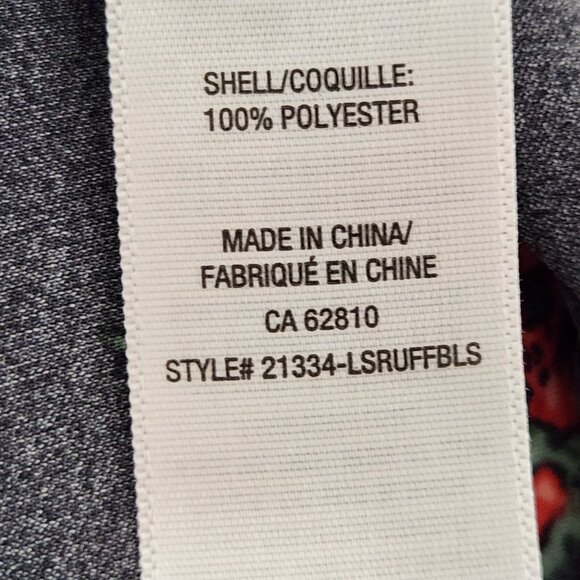 SHELL/COQUILLE:
100% POLYESTER
MADE IN CHINA/
FABRIQUÉ EN CHINE
CA 62810
STYLE# 21334-LSRUFFBLS